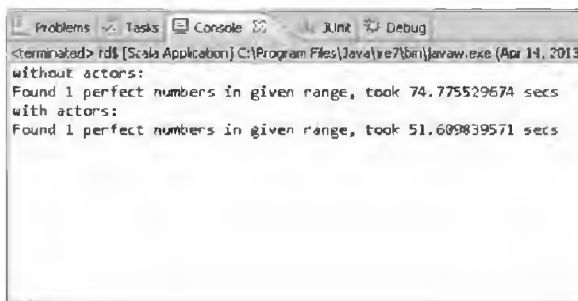 Problems Tasks Console JUnit Debug
<terminated> rd$ [Scala Application] C:\Program Files\Java\jre7\bin\javaw.exe (Apr 14, 2013
without actors:
Found 1 perfect numbers in given range, took 74.775529674 secs
with actors:
Found 1 perfect numbers in given range, took 51.609839571 secs